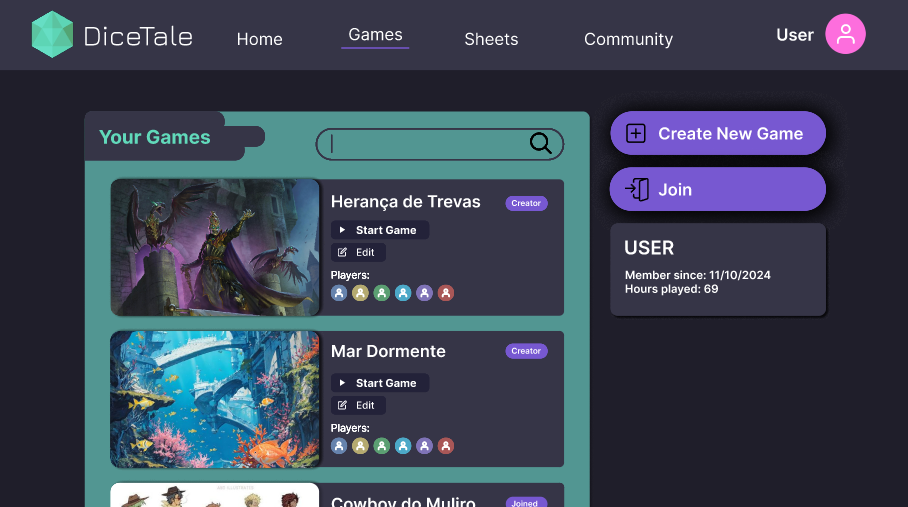 DiceTale
Home
Games
Sheets
Community
User
Your Games
Create New Game
Join
USER
Member since: 11/10/2024
Hours played: 69
Herança de Trevas
Creator
Start Game
Edit
Players:
Mar Dormente
Creator
Start Game
Edit
Players:
Cowboy do Muliro
Joined